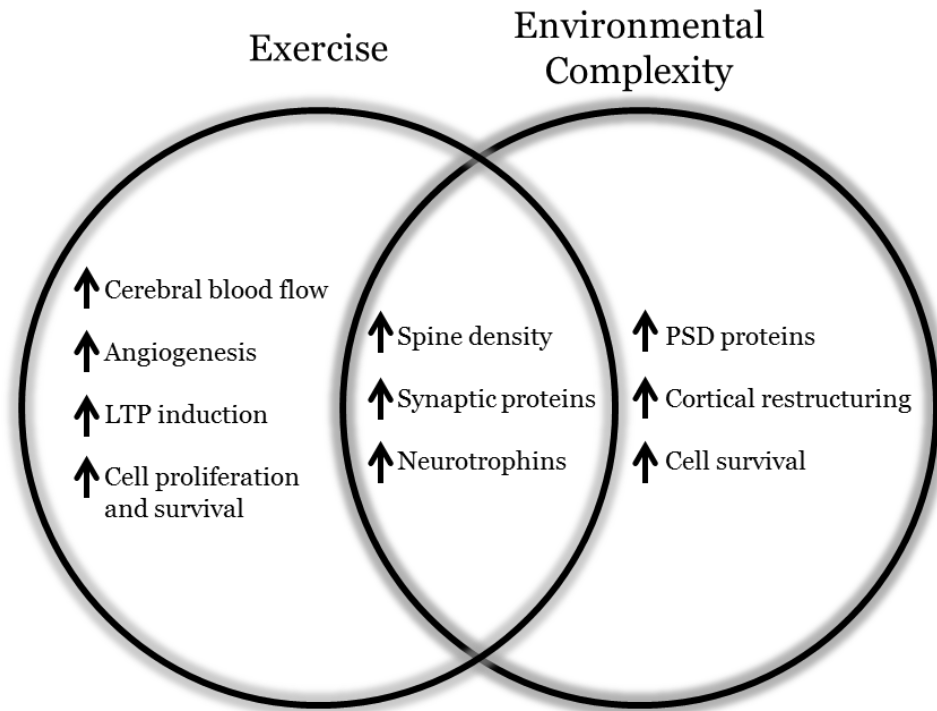 Exercise
Environmental
Complexity
Cerebral blood flow
Angiogenesis
LTP induction
Cell proliferation
and survival
Spine density
Synaptic proteins
Neurotrophins
PSD proteins
Cortical restructuring
Cell survival